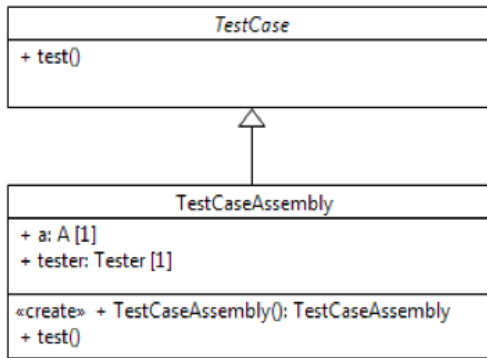 TestCase
+ test()
TestCaseAssembly
+ a: A [1]
+ tester: Tester [1]
«create» + TestCaseAssembly(): TestCaseAssembly
+ test()